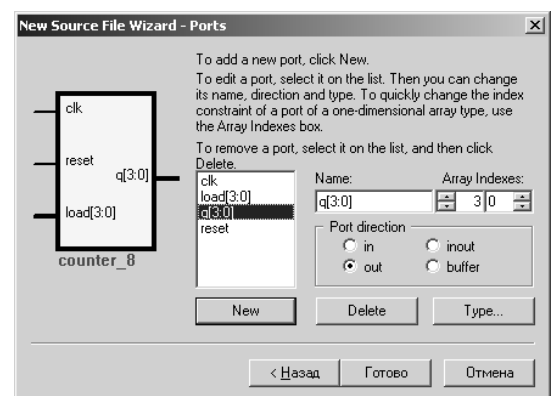 New Source File Wizard - Ports
To add a new port, click New.
To edit a port, select it on the list. Then you can change
its name, direction and type. To quickly change the index
constraint of a port of a one-dimensional array type, use
the Array Indexes box.
To remove a port, select it on the list, and then click
Delete.
clk
reset
q[3:0]
load[3:0]
counter_8
clk
load[3:0]
q[3:0]
reset
Name:
Array Indexes:
q[3:0]
3 0
Port direction
in
inout
out
buffer
New
Delete
Type...
< Назад
Готово
Отмена